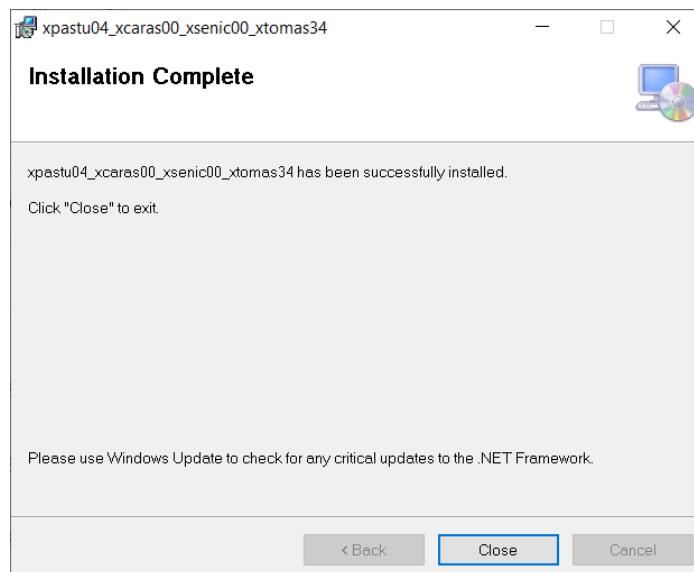 xpastu04_xcaras00_xsenic00_xtomas34
Installation Complete
xpastu04_xcaras00_xsenic00_xtomas34 has been successfully installed.
Click "Close" to exit.
Please use Windows Update to check for any critical updates to the .NET Framework.
< Back
Close
Cancel